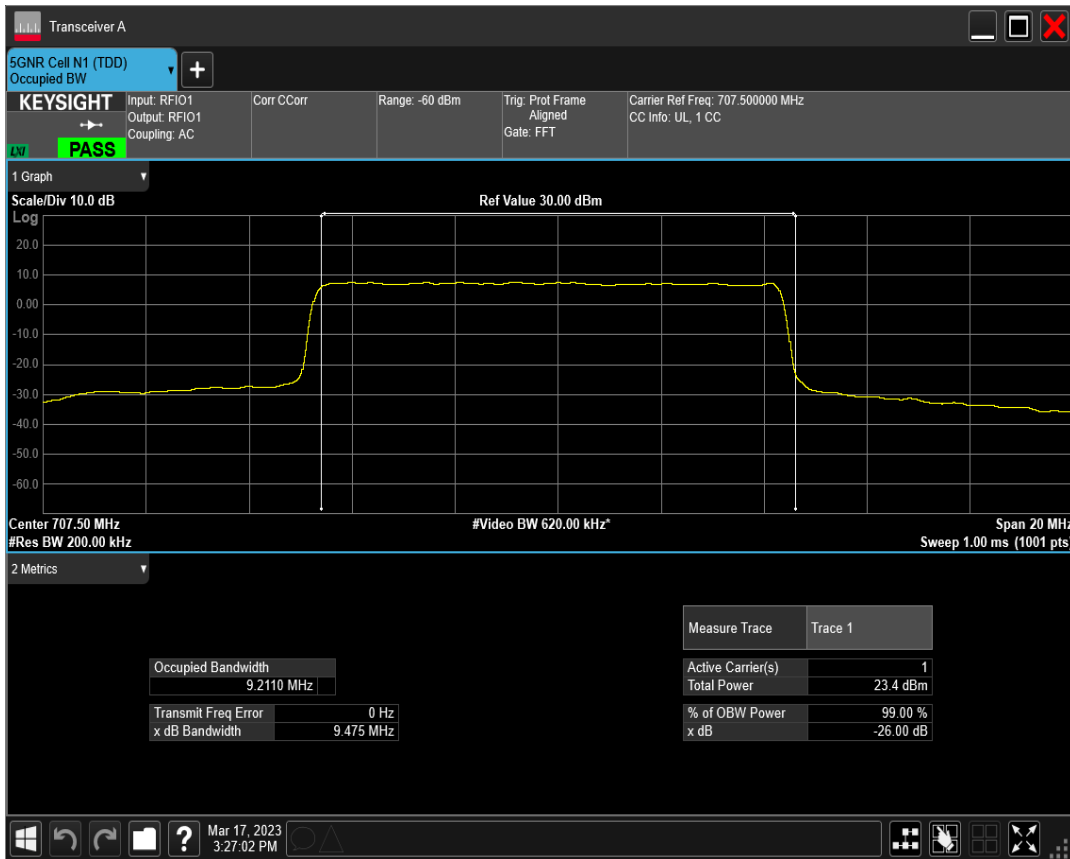 Transceiver A
5GNR Cell N1 (TDD)
Occupied BW
+
KEYSIGHT
LXI
PASS
Input: RFIO1
Output: RFIO1
Coupling: AC
Corr CCorr
Range: -60 dBm
Trig: Prot Frame
Aligned
Gate: FFT
Carrier Ref Freq: 707.500000 MHz
CC Info: UL, 1 CC
1 Graph
Scale/Div 10.0 dB
Ref Value 30.00 dBm
Log
20.0
10.0
0.00
-10.0
-20.0
-30.0
-40.0
-50.0
-60.0
Center 707.50 MHz
#Video BW 620.00 kHz*
Span 20 MHz
#Res BW 200.00 kHz
Sweep 1.00 ms (1001 pts)
2 Metrics
Measure Trace Trace 1
Occupied Bandwidth
9.2110 MHz
Active Carrier(s) 1
Total Power 23.4 dBm
Transmit Freq Error 0 Hz
x dB Bandwidth 9.475 MHz
% of OBW Power 99.00 %
x dB -26.00 dB
?
Mar 17, 2023
3:27:02 PM